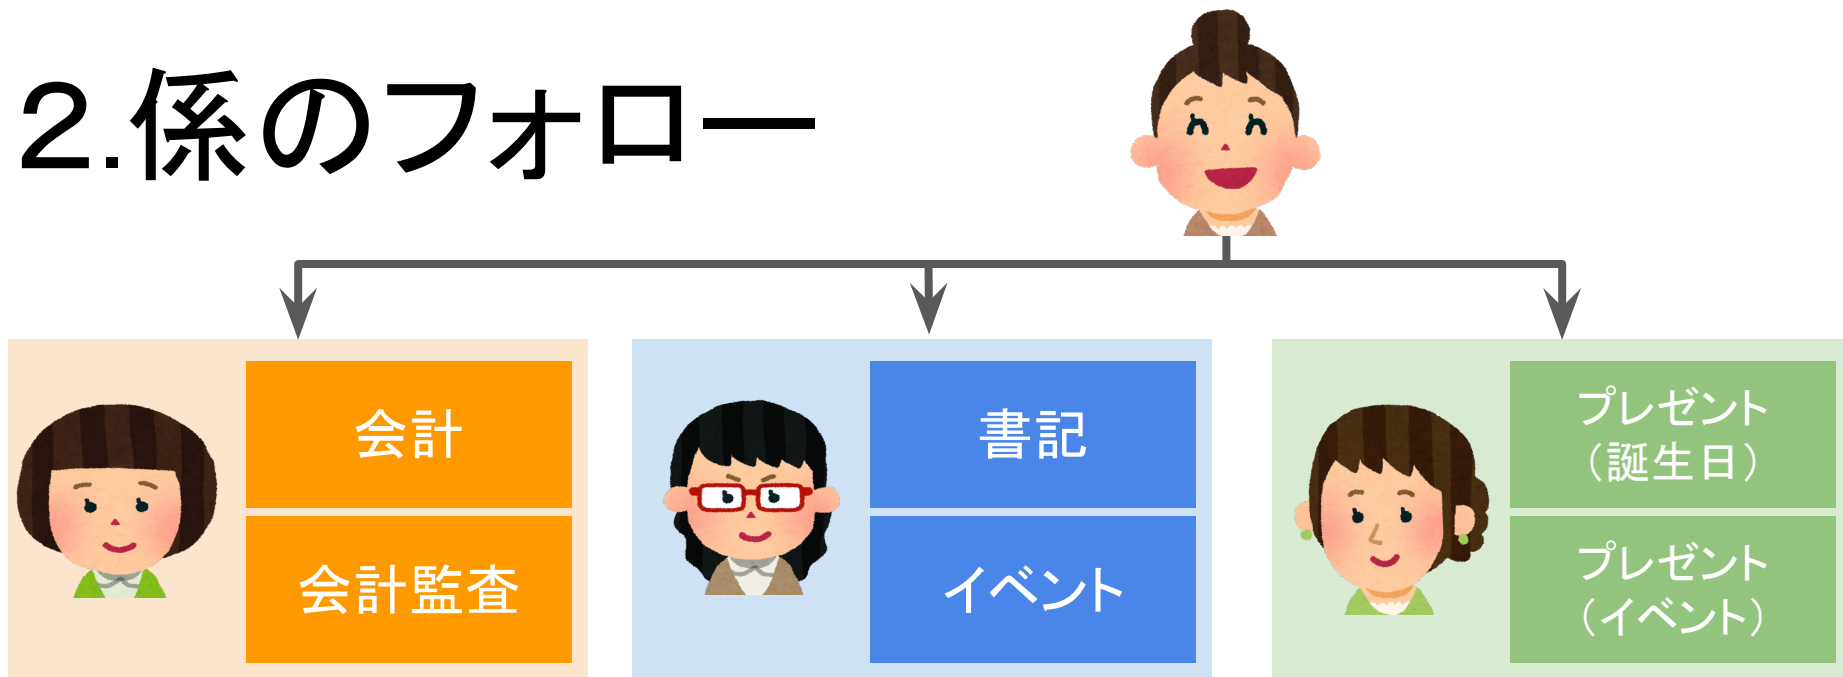 ２.係のフォロー
会計
会計監査
書記
イベント
プレゼント
（誕生日）
プレゼント
（イベント）